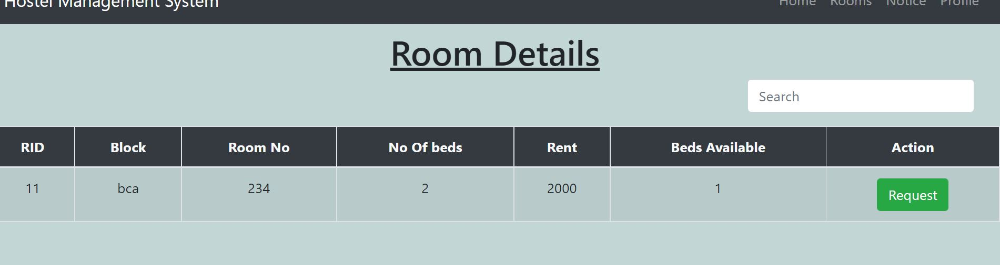 Hostel Management System Home Rooms Notice Profile
Room Details
Search
RID Block Room No No Of beds Rent Beds Available Action
11 bca 234 2 2000 1 Request